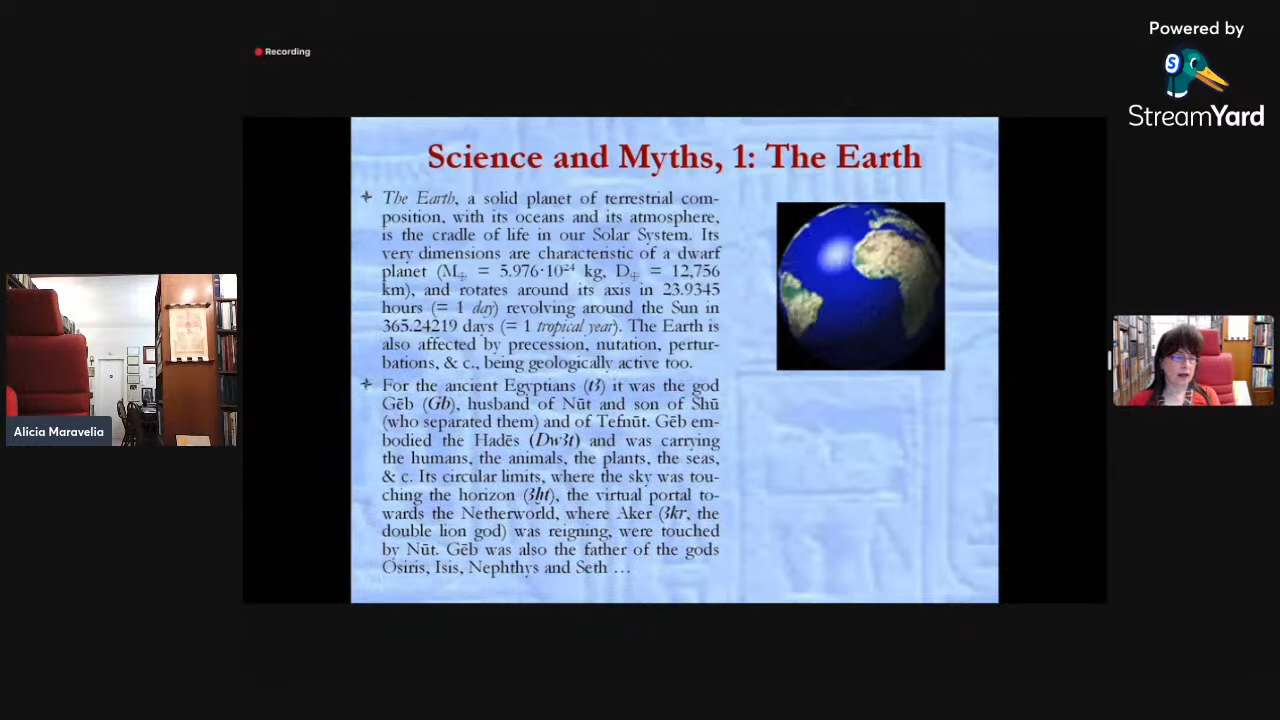 Recording
Powered by
S
StreamYard
Science and Myths, 1: The Earth
The Earth, a solid planet of terrestrial com-
position, with its oceans and its atmosphere,
is the cradle of life in our Solar System. Its
very dimensions are characteristic of a dwarf
planet (M♁ = 5.976·10²⁴ kg, D♁ = 12,756
km), and rotates around its axis in 23.9345
hours (= 1 day) revolving around the Sun in
365.24219 days (= 1 tropical year). The Earth is
also affected by precession, nutation, pertur-
bations, & c., being geologically active too.
For the ancient Egyptians (tꜣ) it was the god
Gēb (Gb), husband of Nūt and son of Shū
(who separated them) and of Tefnūt. Gēb em-
bodied the Hadēs (Dwꜣt) and was carrying
the humans, the animals, the plants, the seas,
& c. Its circular limits, where the sky was tou-
ching the horizon (ꜣḫt), the virtual portal to-
wards the Netherworld, where Aker (ꜣkr, the
double lion god) was reigning, were touched
by Nūt. Gēb was also the father of the gods
Osiris, Isis, Nephthys and Seth …
Alicia Maravelia